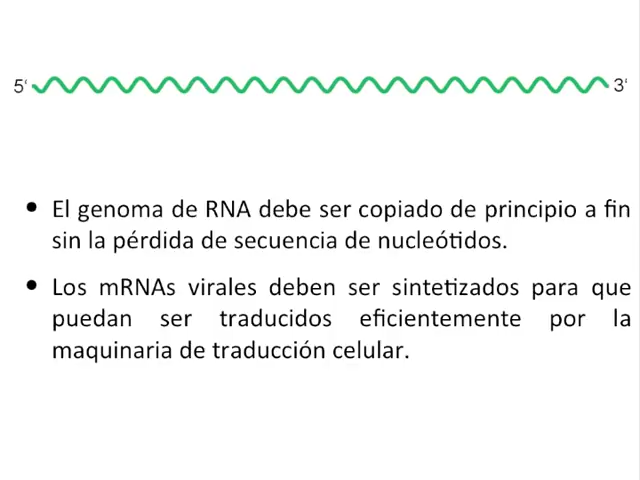 5‘ 3‘
• El genoma de RNA debe ser copiado de principio a fin
sin la pérdida de secuencia de nucleótidos.
• Los mRNAs virales deben ser sintetizados para que
puedan ser traducidos eficientemente por la
maquinaria de traducción celular.